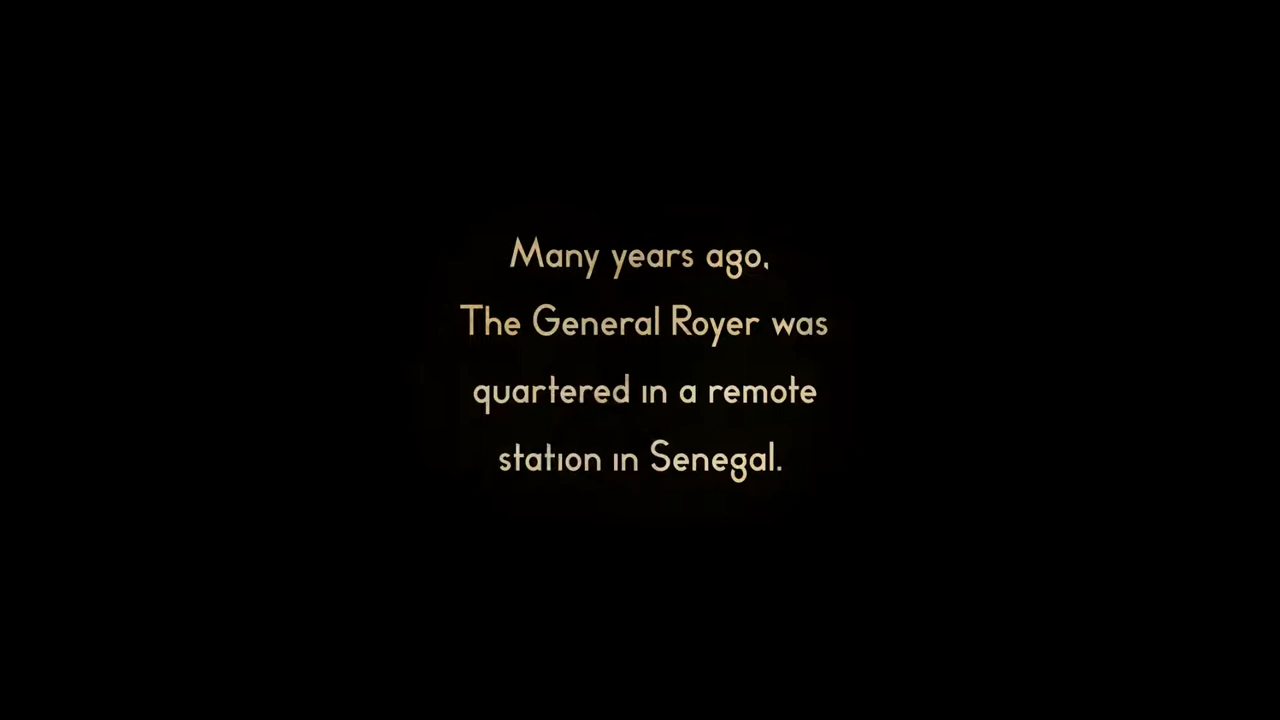 Many years ago,
The General Royer was
quartered in a remote
station in Senegal.